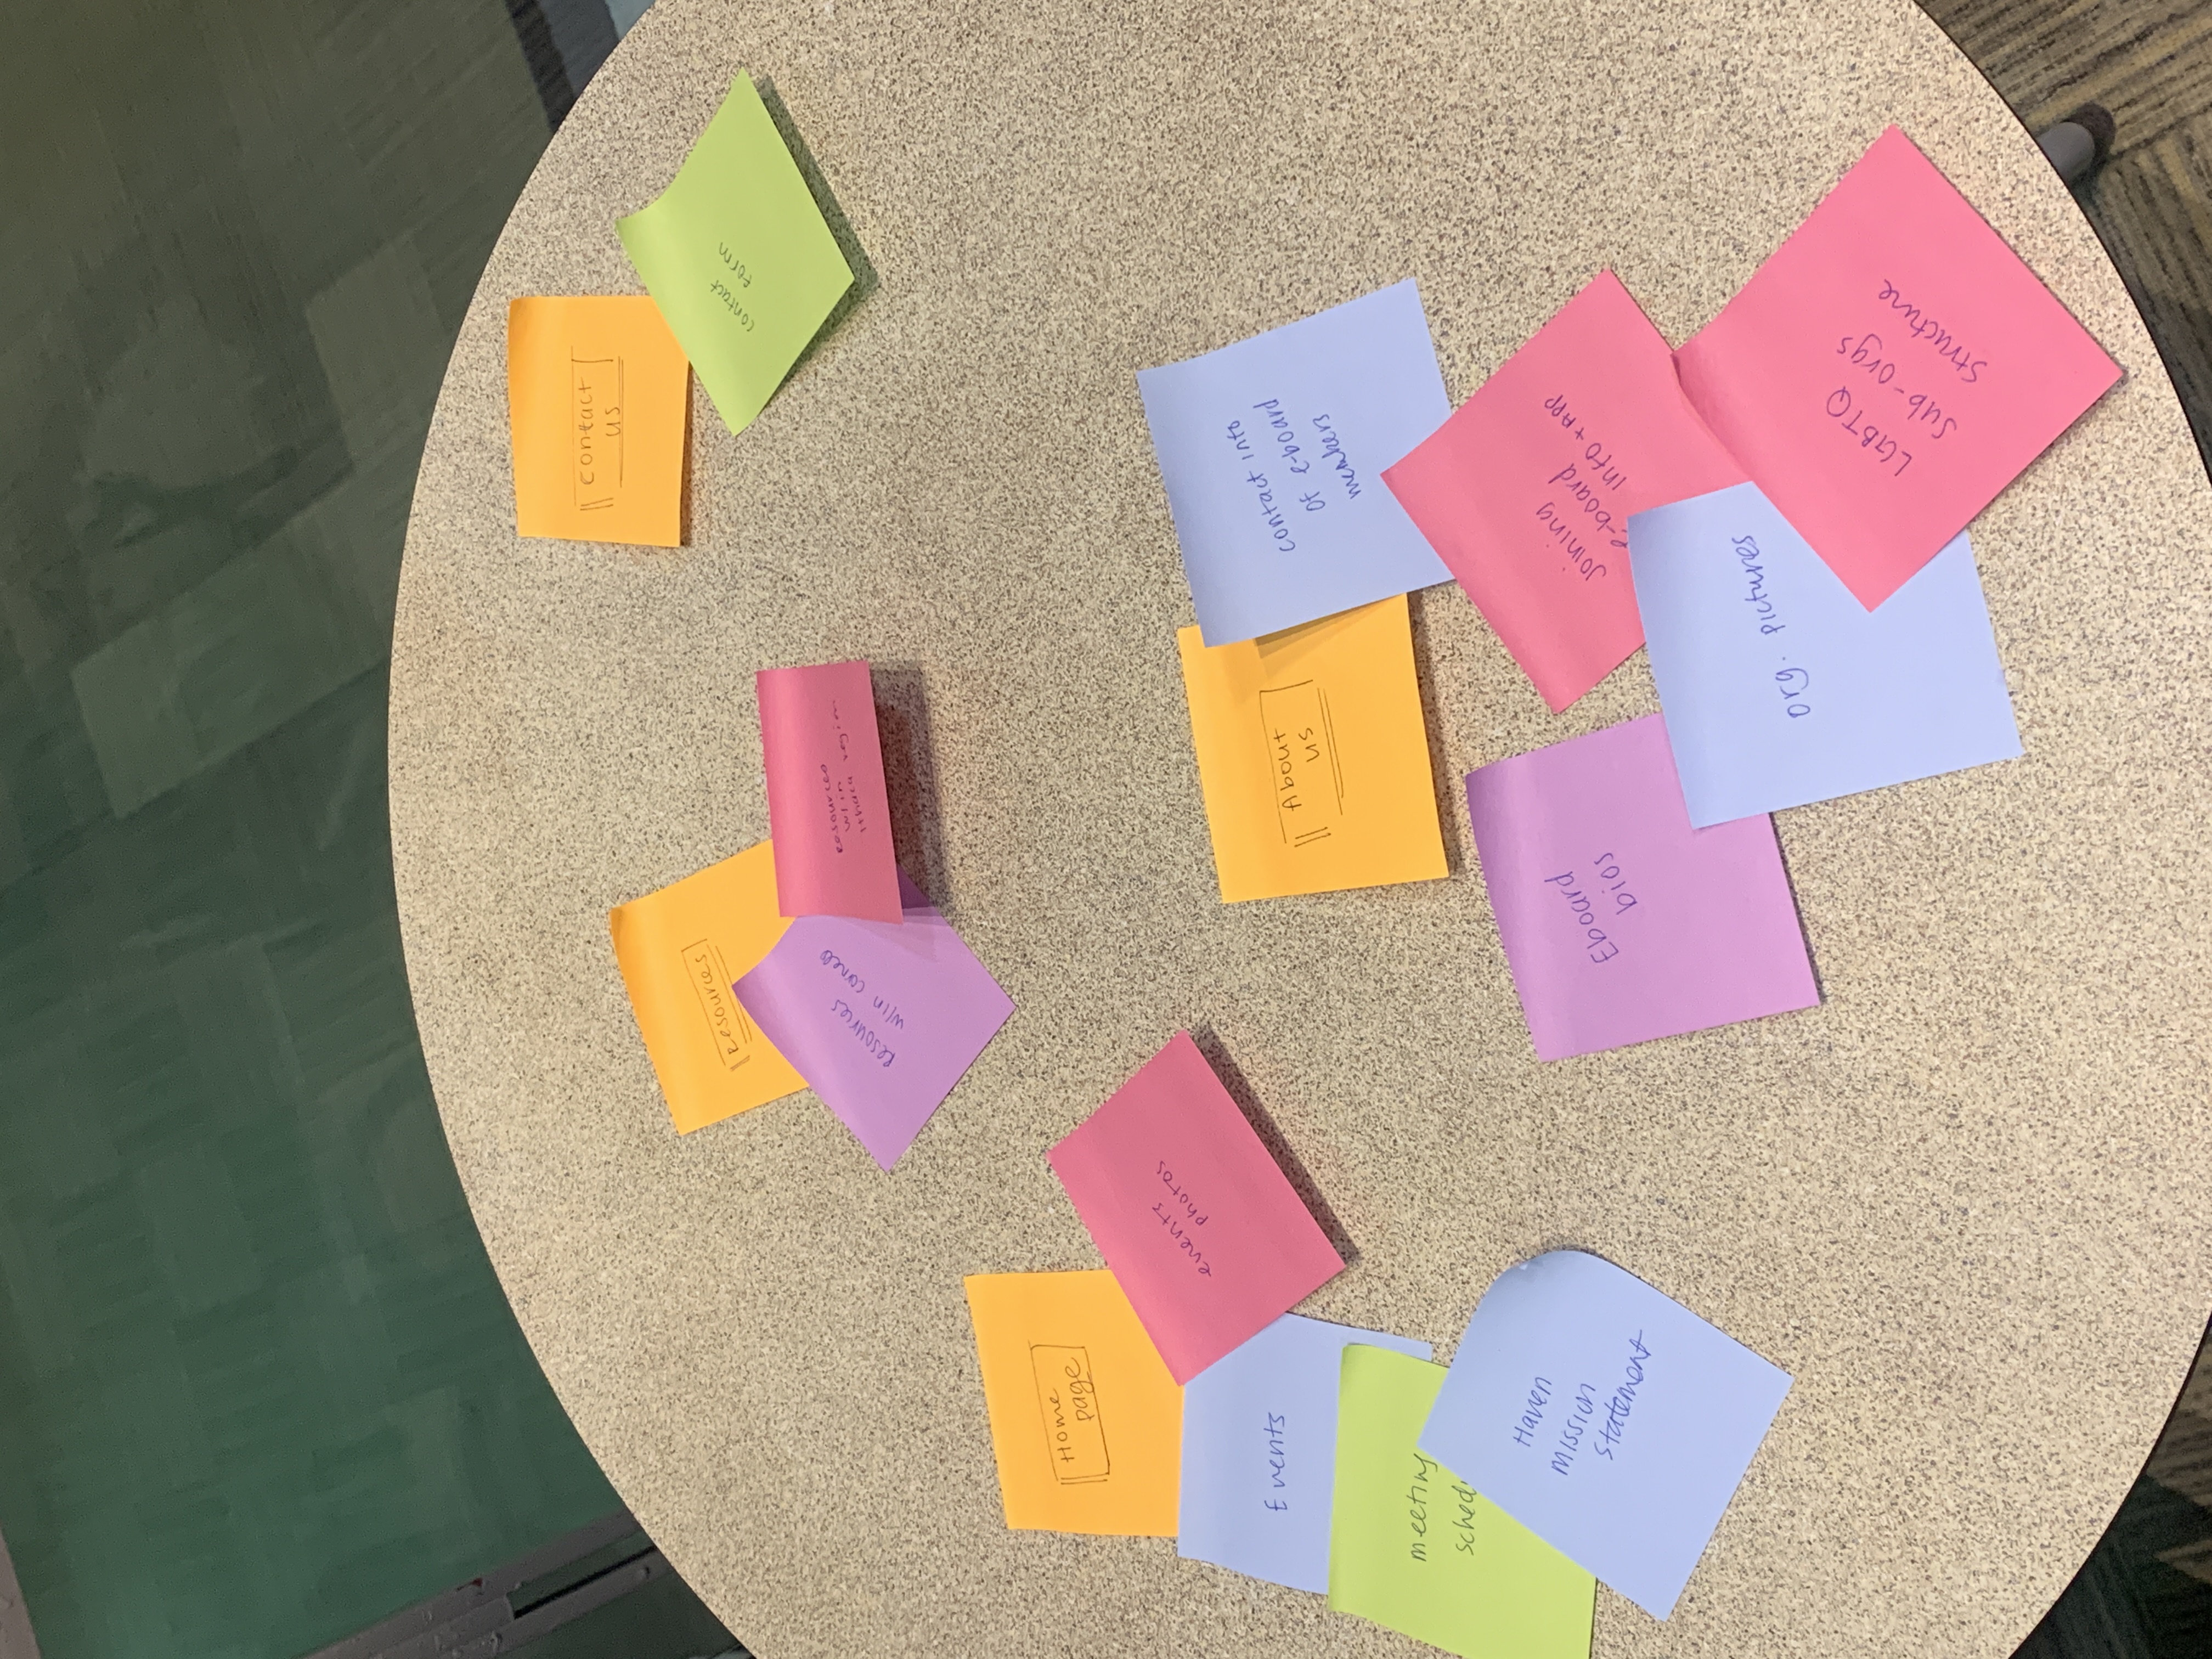 contact
us
contact
form
Resources
Resources
w/in cornell
resources
w/in
Ithaca region
Home
page
events
photos
Events
meeting
sched
Haven
mission
statement
About
us
contact info
of e-board
members
Eboard
bios
joining
e-board
info + APP
org. pictures
LGBTQ
sub-orgs
structure